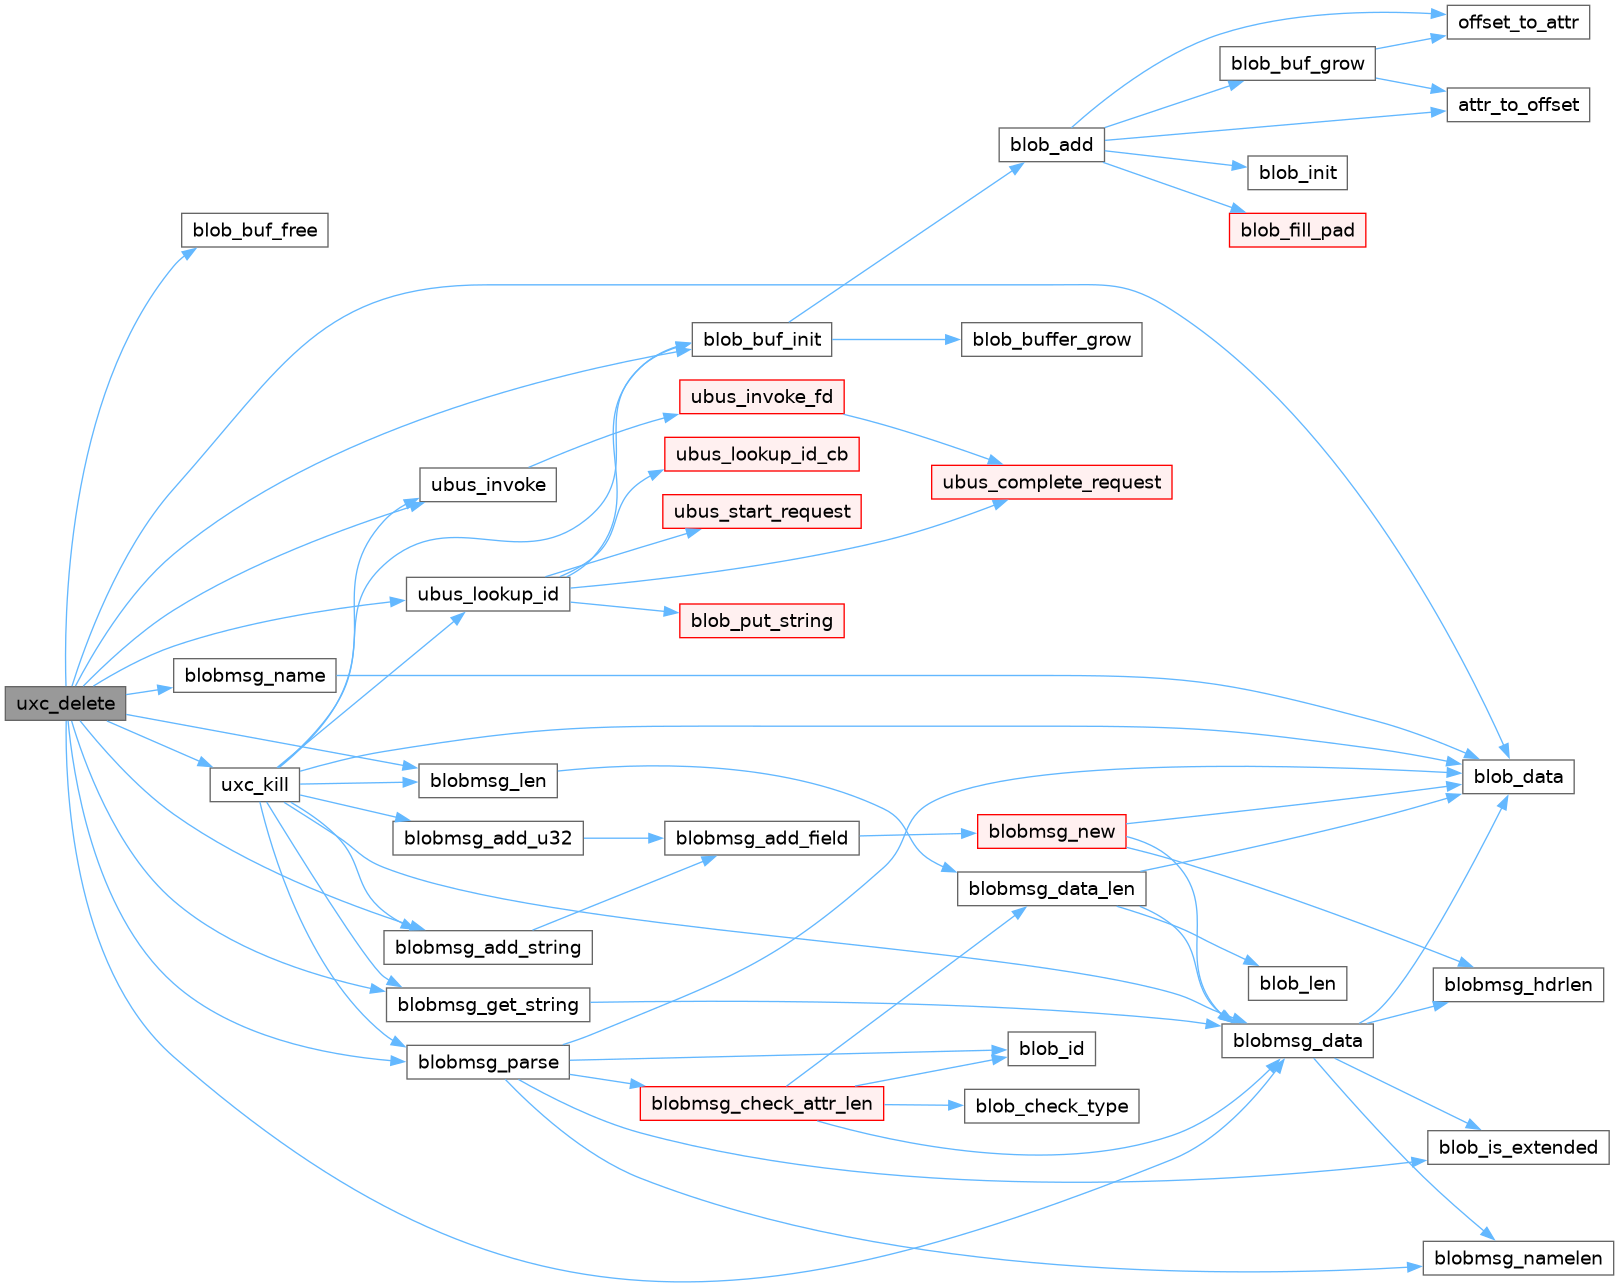 offset_to_attr
blob_buf_grow
attr_to_offset
blob_add
blob_init
blob_buf_free
blob_fill_pad
blob_buf_init
blob_buffer_grow
ubus_invoke_fd
ubus_lookup_id_cb
ubus_invoke
ubus_complete_request
ubus_start_request
ubus_lookup_id
blob_put_string
blobmsg_name
uxc_delete
uxc_kill
blobmsg_len
blob_data
blobmsg_add_u32
blobmsg_add_field
blobmsg_new
blobmsg_data_len
blobmsg_add_string
blob_len
blobmsg_hdrlen
blobmsg_get_string
blobmsg_data
blobmsg_parse
blob_id
blobmsg_check_attr_len
blob_check_type
blob_is_extended
blobmsg_namelen